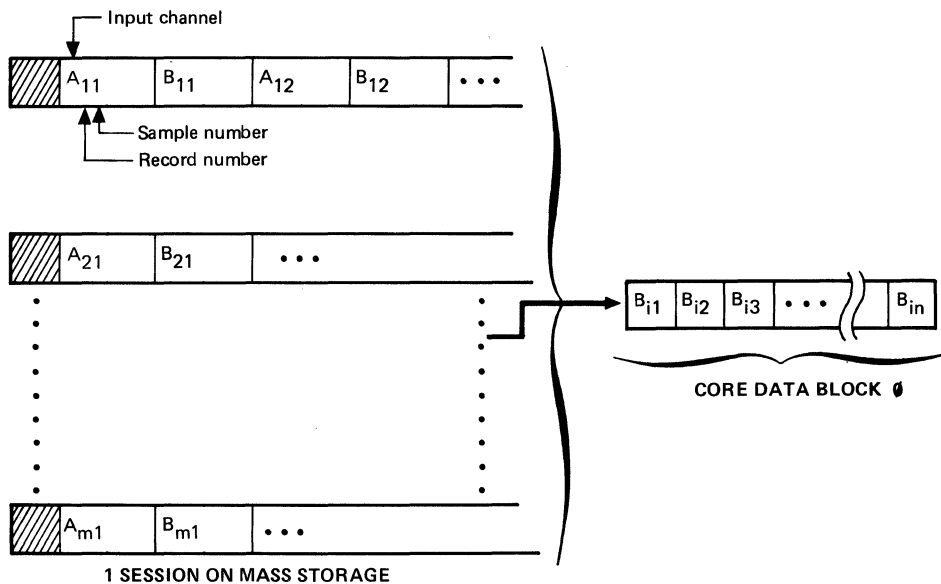 Input channel
A11 B11 A12 B12 • • •
Sample number
Record number
A21 B21 • • •
Bi1 Bi2 Bi3 • • • Bin
CORE DATA BLOCK Ø
Am1 Bm1 • • •
1 SESSION ON MASS STORAGE